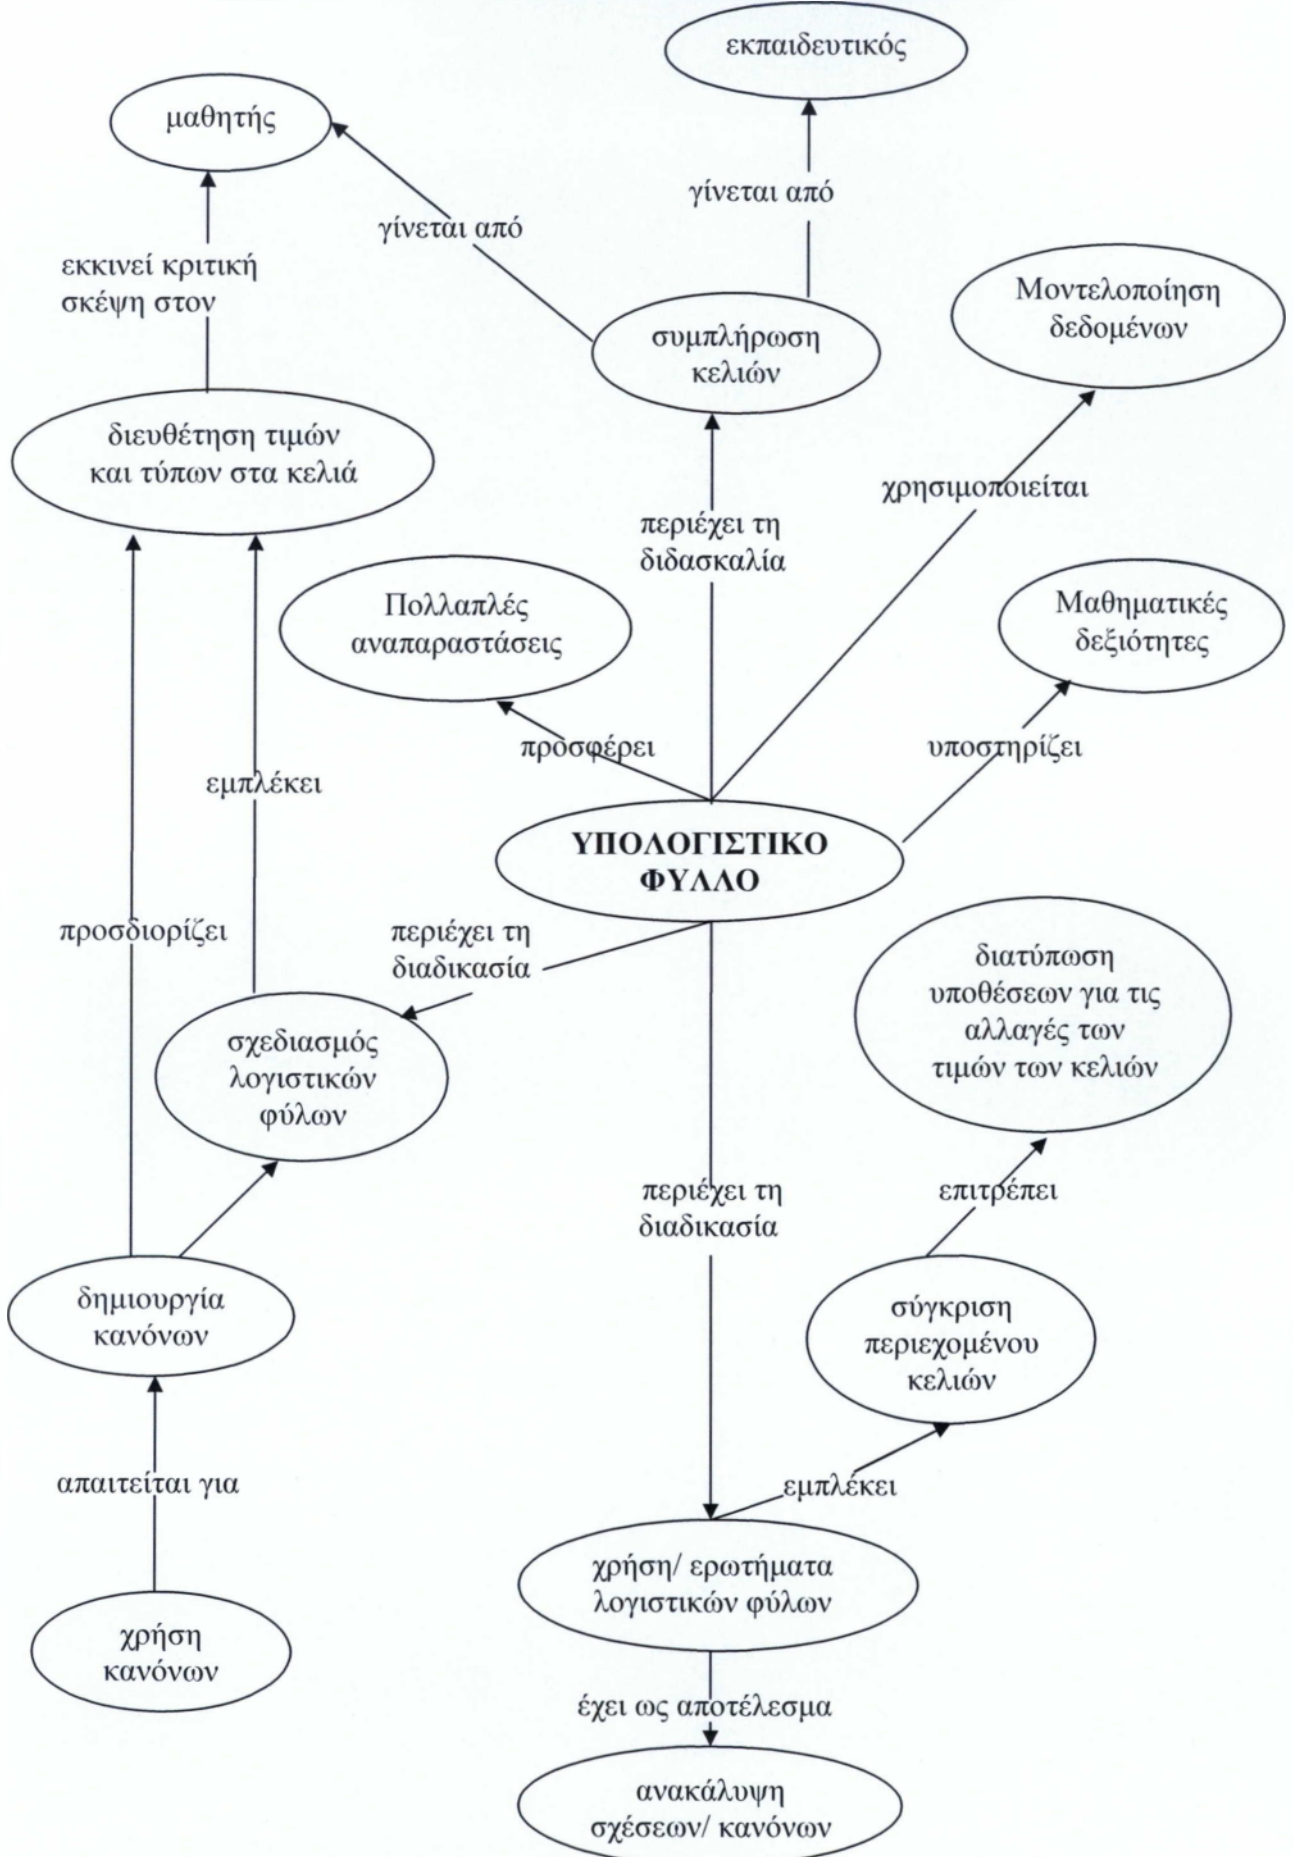 εκπαιδευτικός
μαθητής
γίνεται από
γίνεται από
εκκινεί κριτική
σκέψη στον
Μοντελοποίηση
δεδομένων
συμπλήρωση
κελιών
διευθέτηση τιμών
και τύπων στα κελιά
χρησιμοποιείται
περιέχει τη
διδασκαλία
Πολλαπλές
αναπαραστάσεις
Μαθηματικές
δεξιότητες
προσφέρει
υποστηρίζει
εμπλέκει
ΥΠΟΛΟΓΙΣΤΙΚΟ
ΦΥΛΛΟ
προσδιορίζει
περιέχει τη
διαδικασία
διατύπωση
υποθέσεων για τις
αλλαγές των
τιμών των κελιών
σχεδιασμός
λογιστικών
φύλων
περιέχει τη
διαδικασία
επιτρέπει
δημιουργία
κανόνων
σύγκριση
περιεχομένου
κελιών
απαιτείται για
εμπλέκει
χρήση/ ερωτήματα
λογιστικών φύλων
χρήση
κανόνων
έχει ως αποτέλεσμα
ανακάλυψη
σχέσεων/ κανόνων